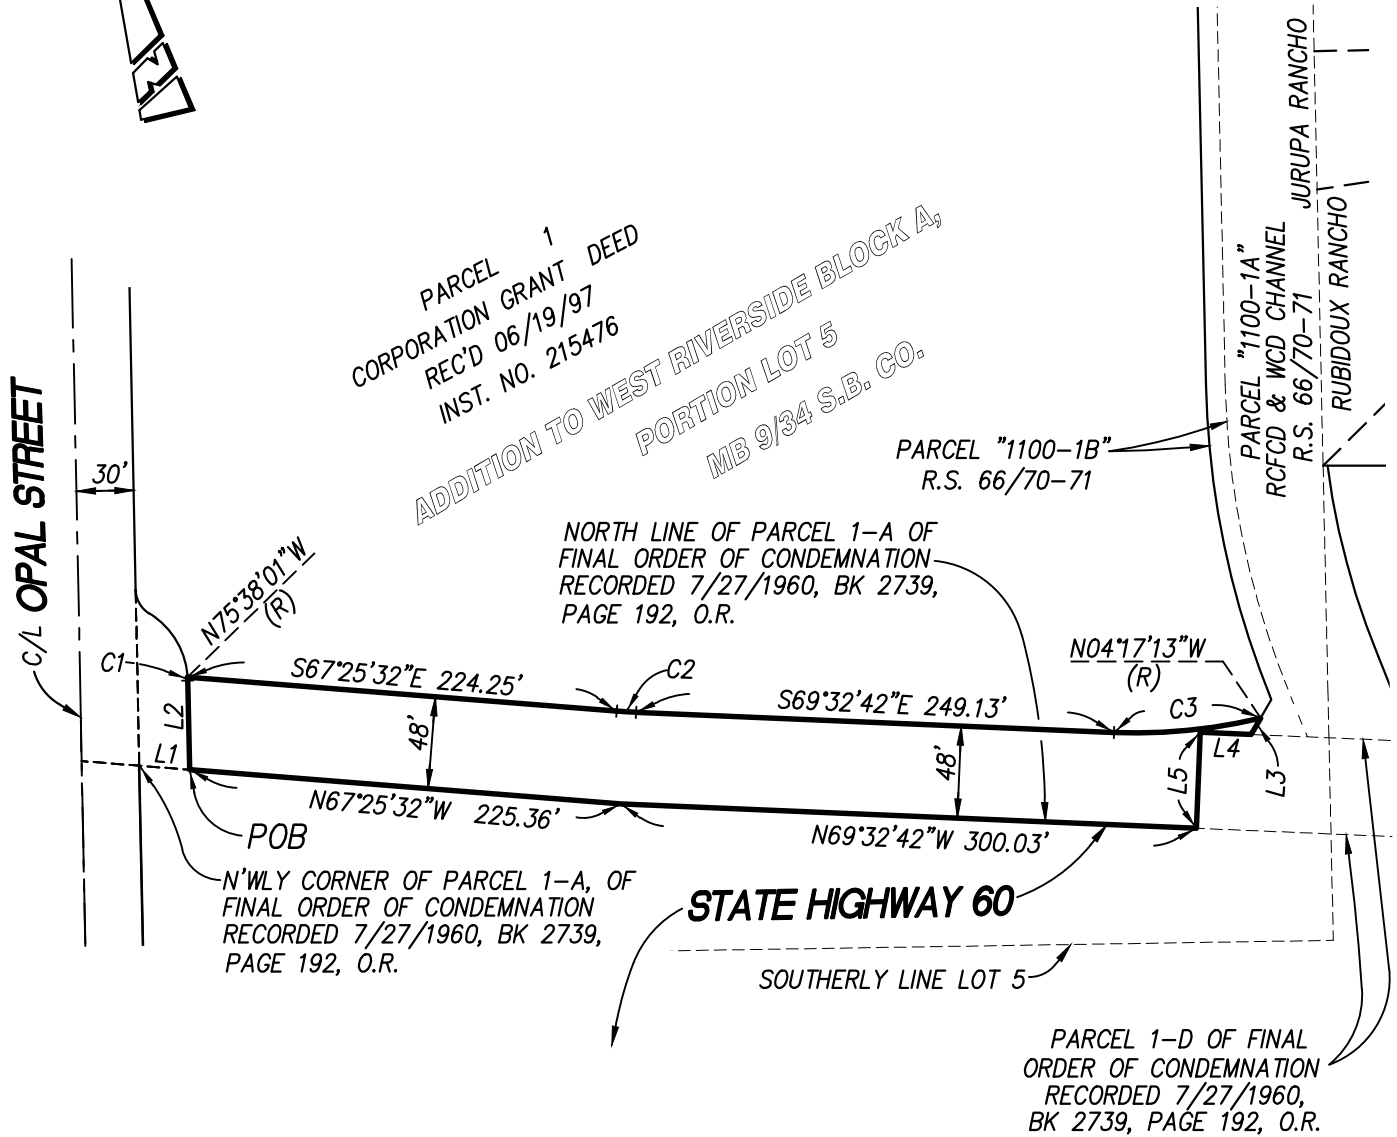 N
PARCEL 1
CORPORATION GRANT DEED
REC'D 06/19/97
INST. NO. 215476
ADDITION TO WEST RIVERSIDE BLOCK A,
PORTION LOT 5
MB 9/34 S.B. CO.
JURUPA RANCHO
RUBIDOUX RANCHO
PARCEL "1100-1A"
RCFCD & WCD CHANNEL
R.S. 66/70-71
PARCEL "1100-1B"
R.S. 66/70-71
C/L OPAL STREET
30'
NORTH LINE OF PARCEL 1-A OF
FINAL ORDER OF CONDEMNATION
RECORDED 7/27/1960, BK 2739,
PAGE 192, O.R.
N75°38'01"W
(R)
C1
S67°25'32"E 224.25'
C2
S69°32'42"E 249.13'
N04°17'13"W
(R)
C3
L2
L1
48'
48'
L5
L4
L3
N67°25'32"W 225.36'
N69°32'42"W 300.03'
POB
N'WLY CORNER OF PARCEL 1-A, OF
FINAL ORDER OF CONDEMNATION
RECORDED 7/27/1960, BK 2739,
PAGE 192, O.R.
STATE HIGHWAY 60
SOUTHERLY LINE LOT 5
PARCEL 1-D OF FINAL
ORDER OF CONDEMNATION
RECORDED 7/27/1960,
BK 2739, PAGE 192, O.R.